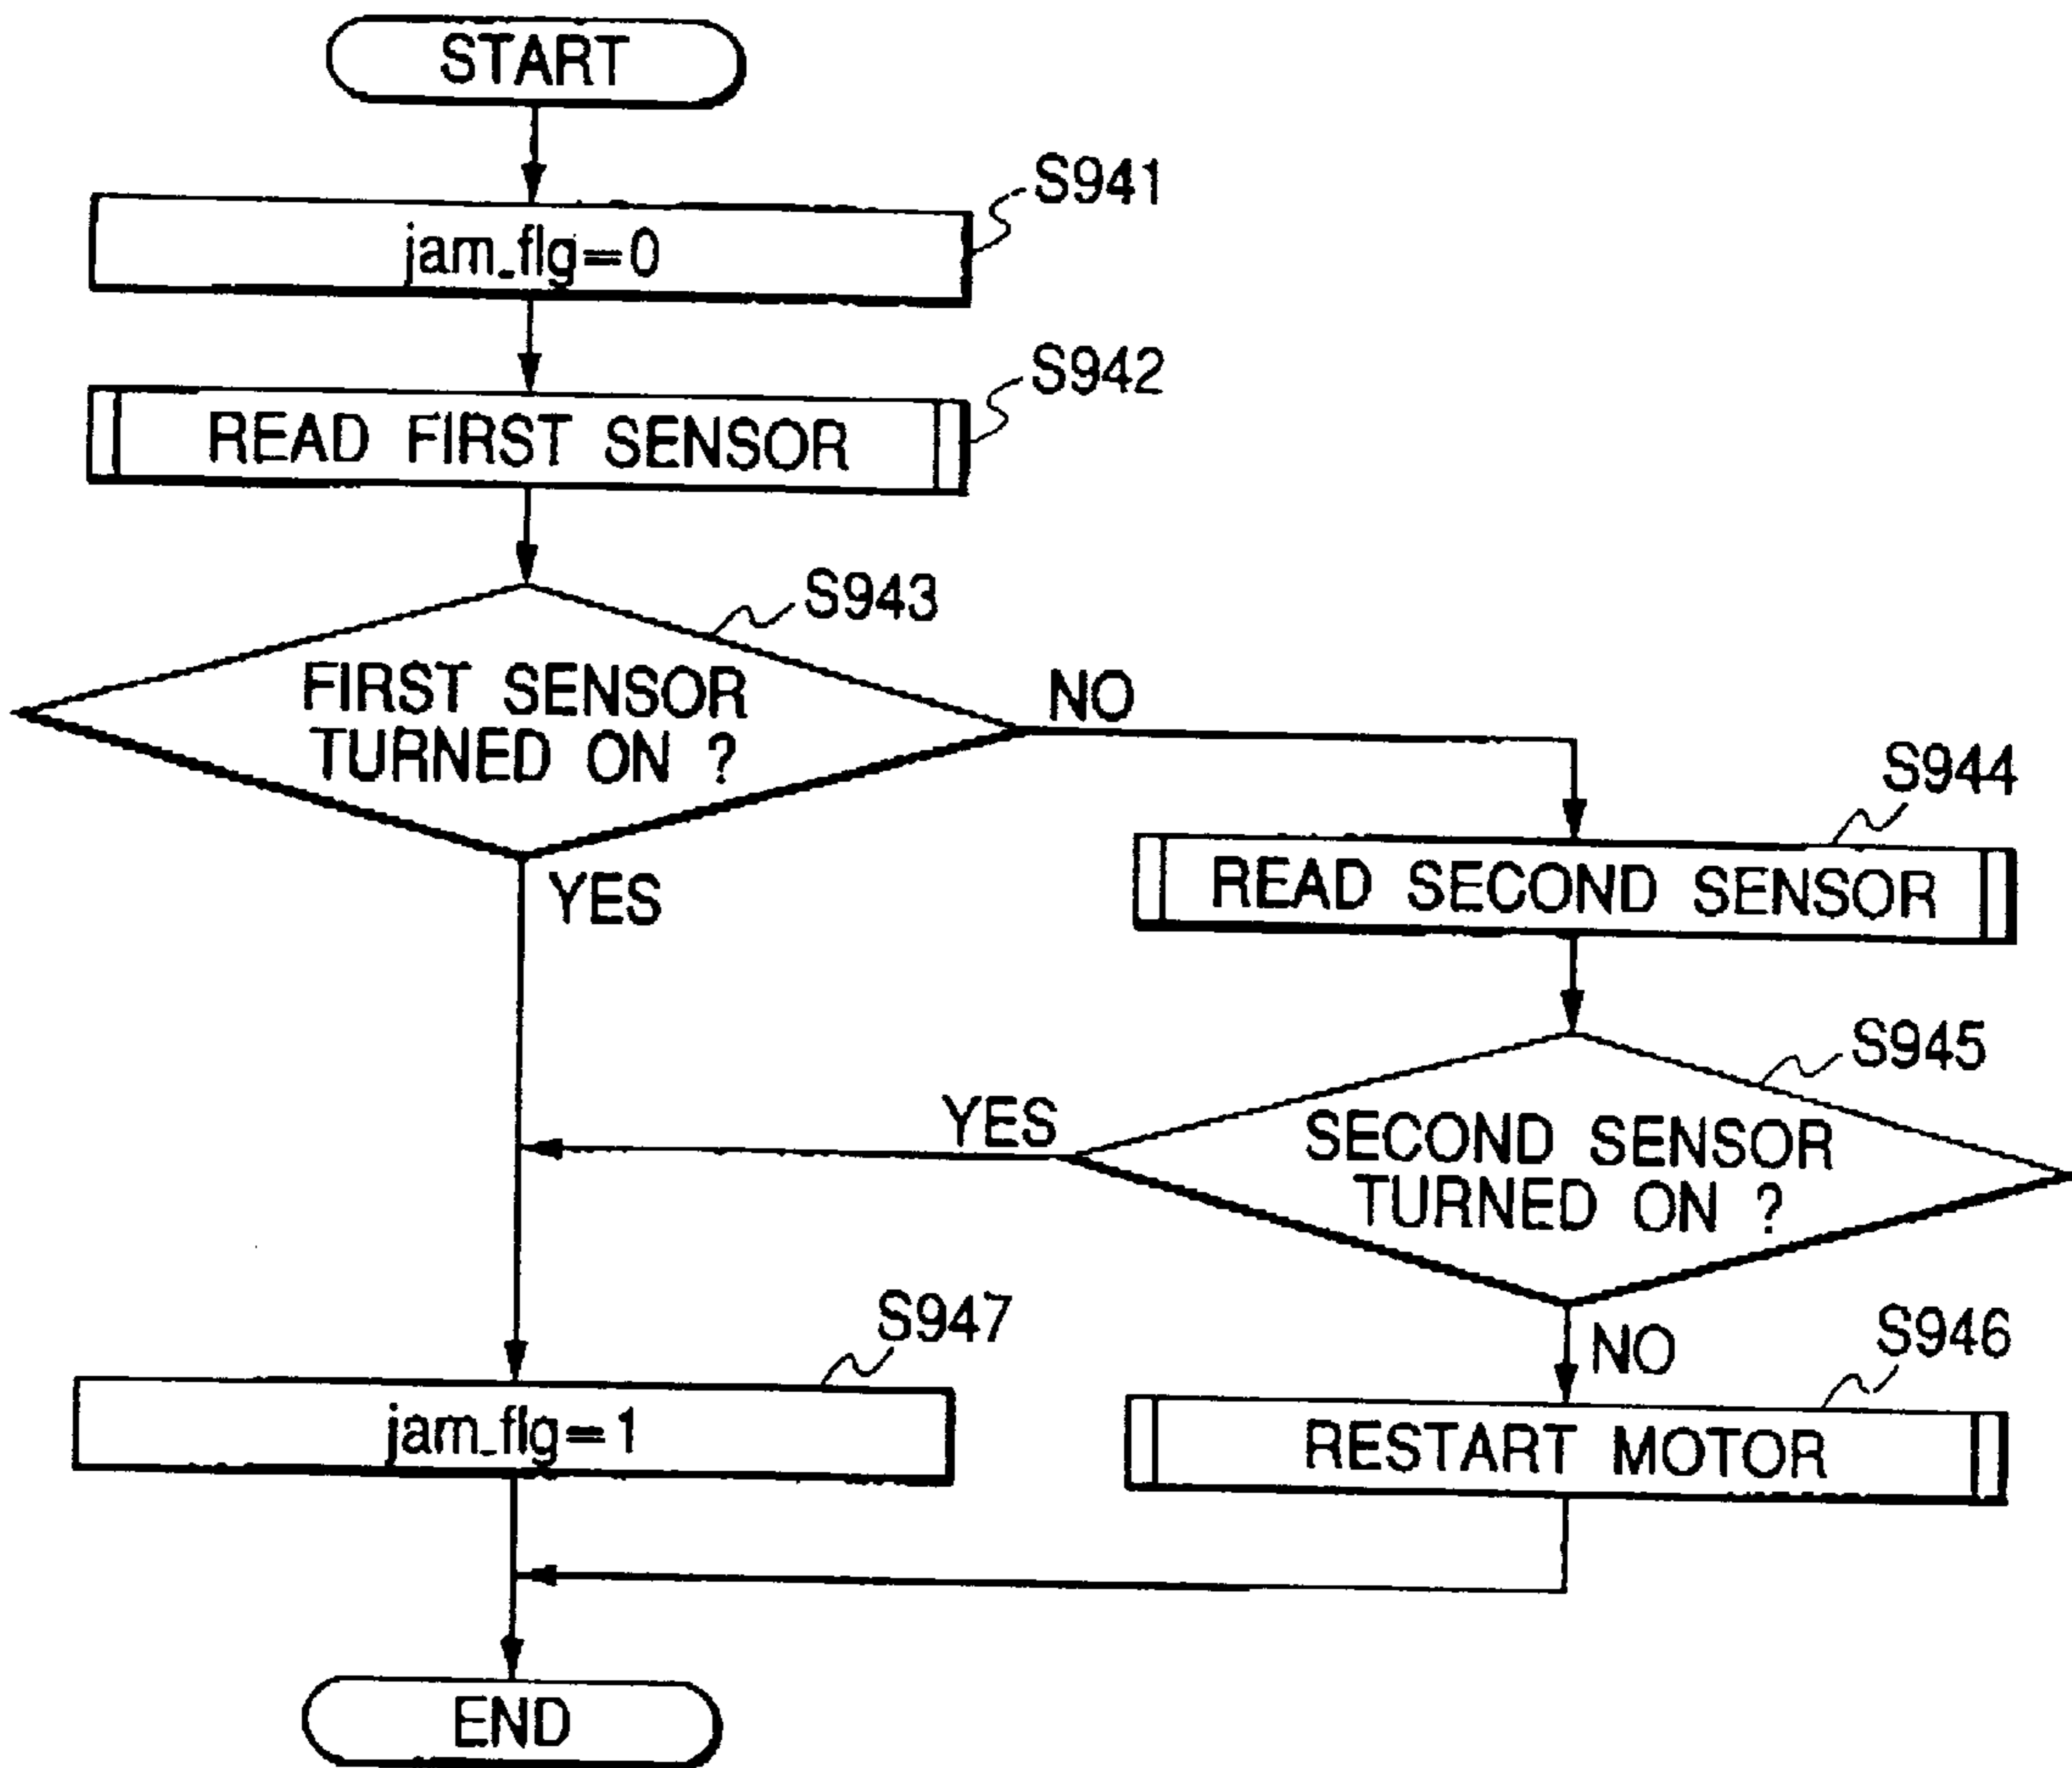 START
S941
jam_flg=0
S942
READ FIRST SENSOR
S943
FIRST SENSOR
TURNED ON ?
NO
YES
S944
READ SECOND SENSOR
S945
SECOND SENSOR
TURNED ON ?
YES
NO
S946
RESTART MOTOR
S947
jam_flg=1
END